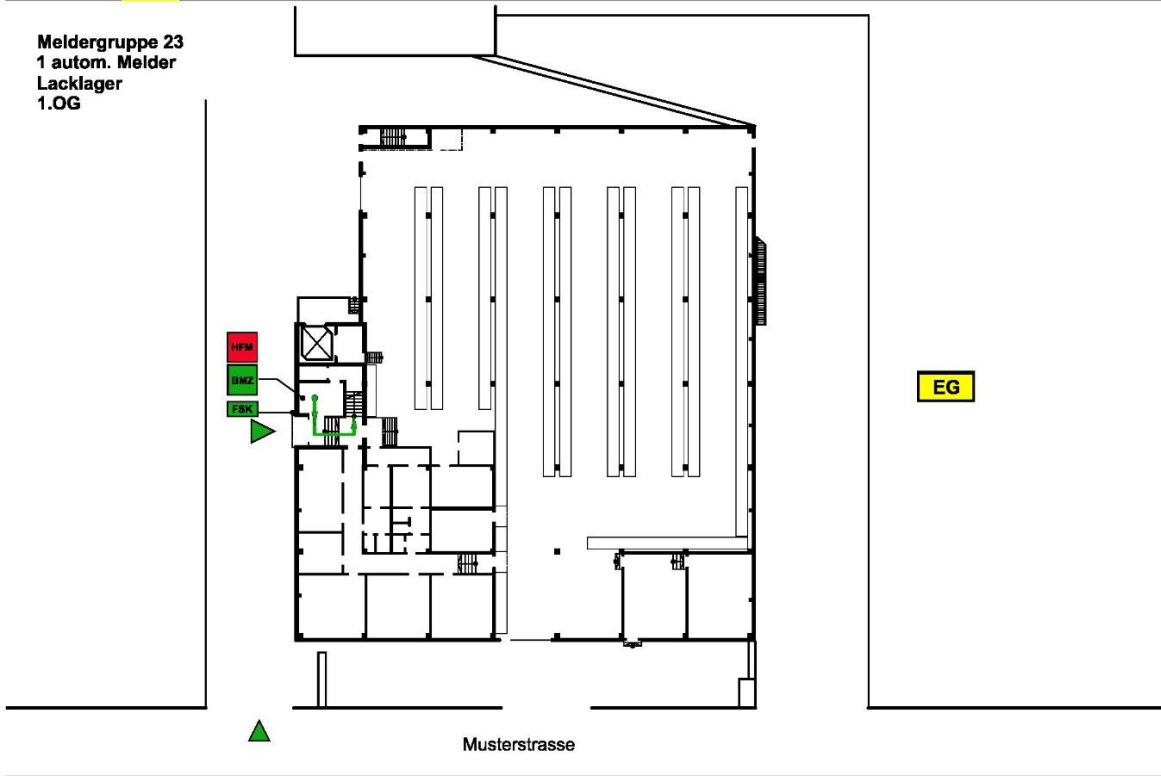 Meldergruppe 23
1 autom. Melder
Lacklager
1.OG
HFM
BMZ
FSK
EG
Musterstrasse